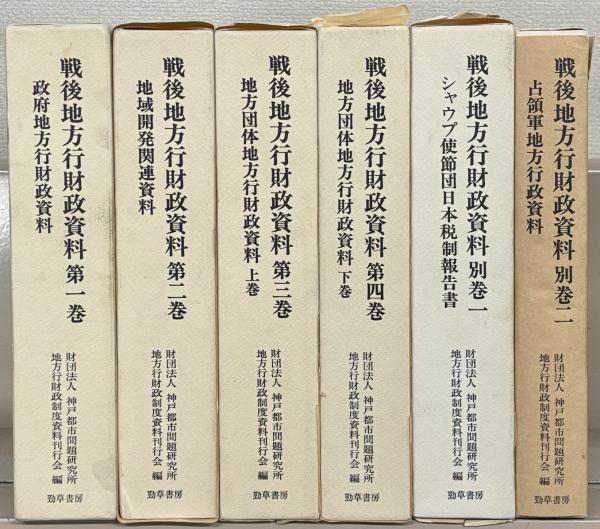 戦後地方行財政資料 第一巻
政府地方行財政資料
財団法人 神戸都市問題研究所
地方行財政制度資料刊行会 編
勁草書房
戦後地方行財政資料 第二巻
地域開発関連資料
財団法人 神戸都市問題研究所
地方行財政制度資料刊行会 編
勁草書房
戦後地方行財政資料 第三巻
地方団体地方行財政資料 上巻
財団法人 神戸都市問題研究所
地方行財政制度資料刊行会 編
勁草書房
戦後地方行財政資料 第四巻
地方団体地方行財政資料 下巻
財団法人 神戸都市問題研究所
地方行財政制度資料刊行会 編
勁草書房
戦後地方行財政資料 別巻一
シャウプ使節団日本税制報告書
財団法人 神戸都市問題研究所
地方行財政制度資料刊行会 編
勁草書房
戦後地方行財政資料 別巻二
占領軍地方行政資料
財団法人 神戸都市問題研究所
地方行財政制度資料刊行会 編
勁草書房